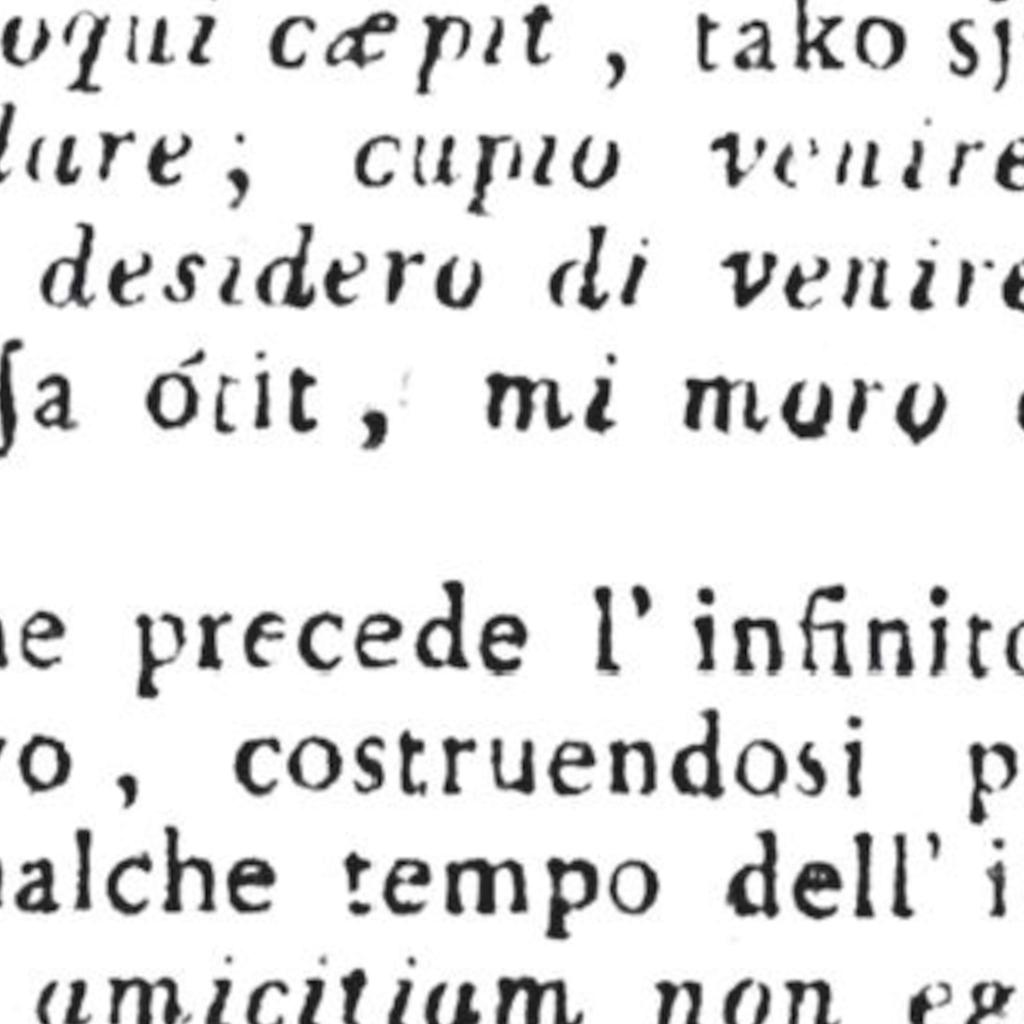 oqui cæpit, tako sj
lare; cupio venire
desidero di venire
ſa ótit, mi moro
ne precede l' infinito
vo, costruendosi p
ualche tempo dell' i
amicitiam non eg